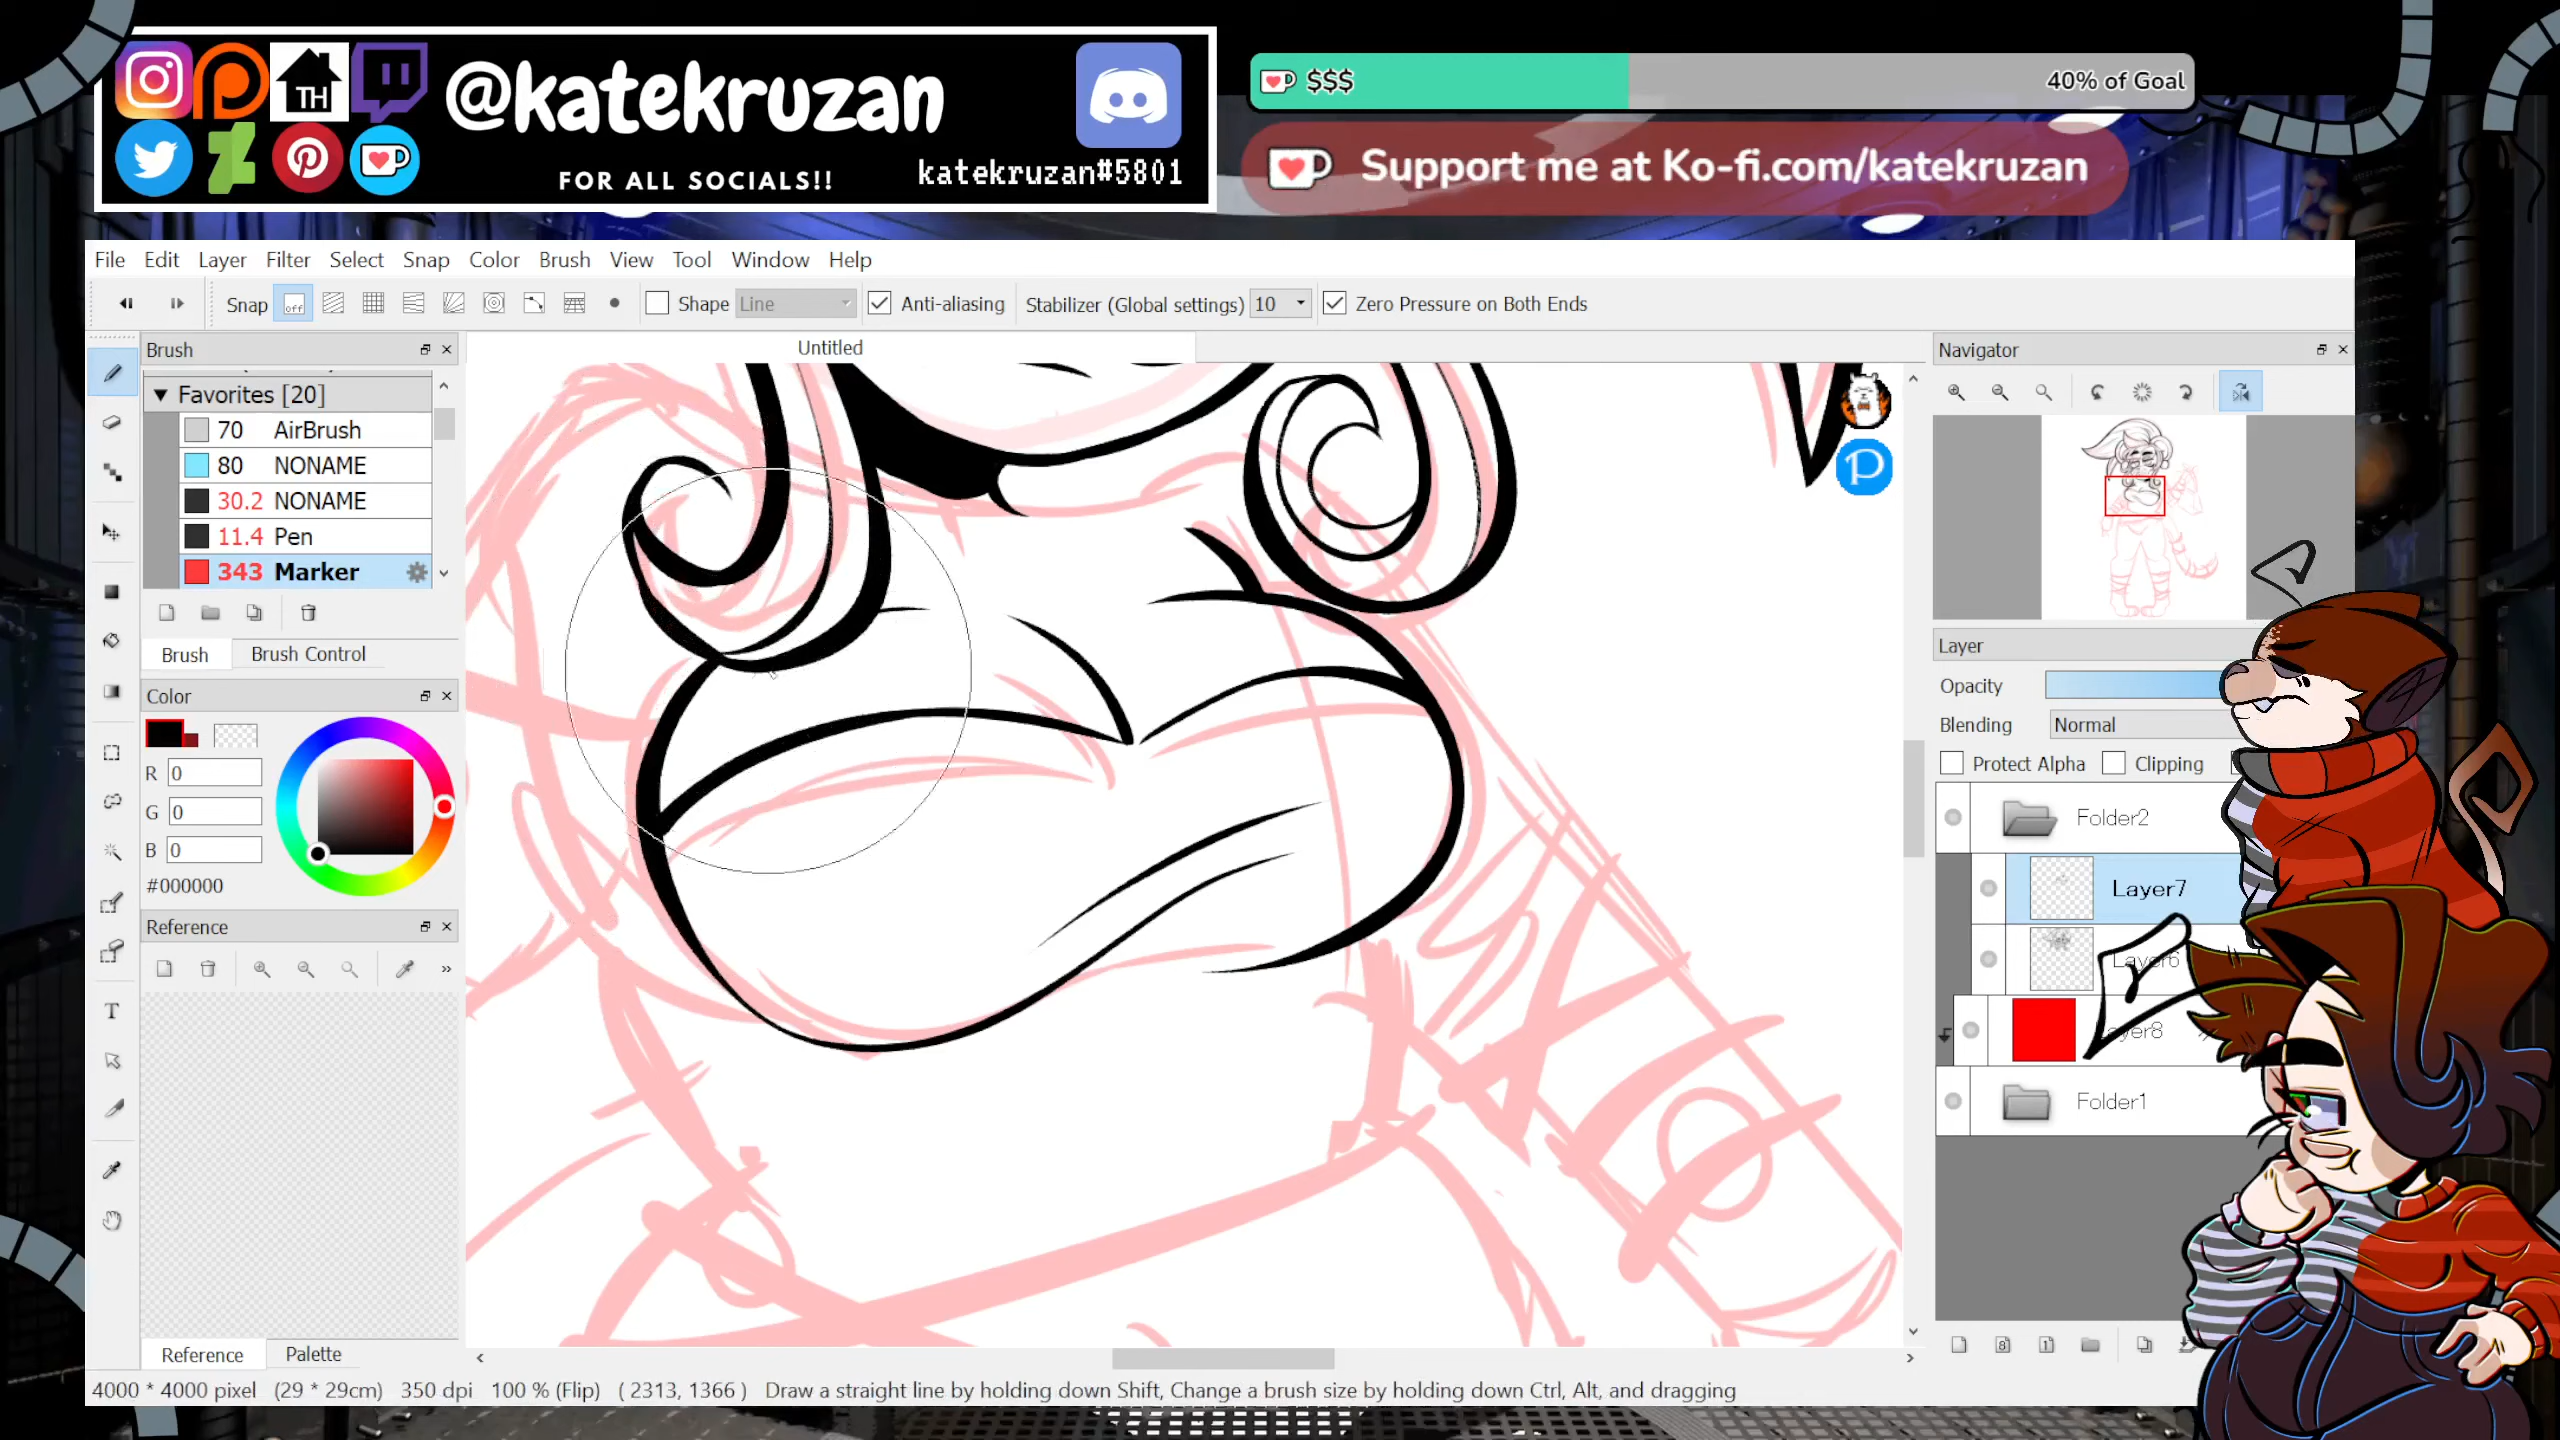 @katekruzan
FOR ALL SOCIALS!!
katekruzan#5801
TH
$$$
40% of Goal
Support me at Ko-fi.com/katekruzan
File Edit Layer Filter Select Snap Color Brush View Tool Window Help
Snap off Shape Line Anti-aliasing Stabilizer (Global settings) 10 Zero Pressure on Both Ends
Brush
Untitled
Navigator
Favorites [20]
70 AirBrush
80 NONAME
30.2 NONAME
11.4 Pen
343 Marker
Brush Brush Control
Color
R 0
G 0
B 0
#000000
Reference
Reference Palette
Layer
Opacity
Blending Normal
Protect Alpha Clipping
Folder2
Layer7
Layer6
Layer8
Folder1
4000 * 4000 pixel (29 * 29cm) 350 dpi 100 % (Flip) ( 2313, 1366 ) Draw a straight line by holding down Shift, Change a brush size by holding down Ctrl, Alt, and dragging